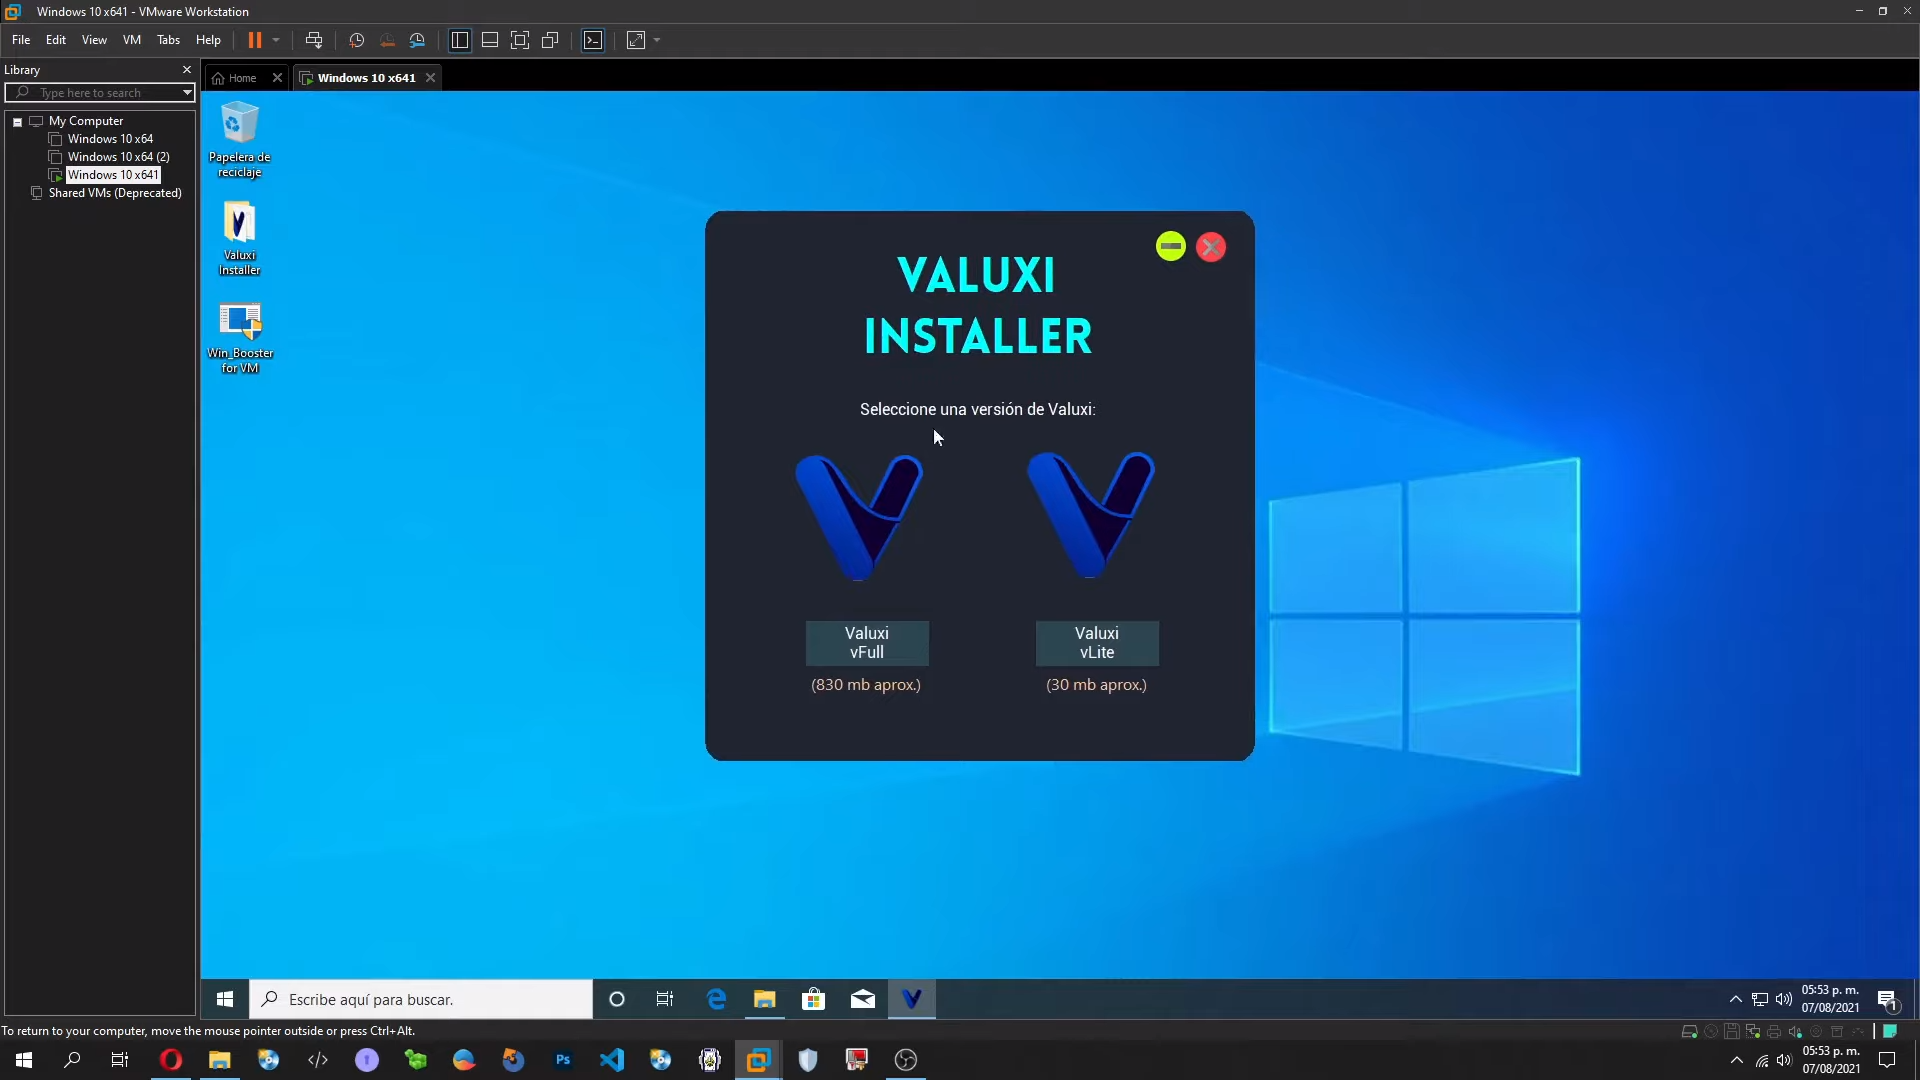 Windows 10 x641 - VMware Workstation
File Edit View VM Tabs Help
Library
Type here to search
My Computer
Windows 10 x64
Windows 10 x64 (2)
Windows 10 x641
Shared VMs (Deprecated)
Home
Windows 10 x641
Papelera de
reciclaje
Valuxi
Installer
Win_Booster
for VM
VALUXI
INSTALLER
Seleccione una versión de Valuxi:
Valuxi
vFull
(830 mb aprox.)
Valuxi
vLite
(30 mb aprox.)
Escribe aquí para buscar.
05:53 p. m.
07/08/2021
1
To return to your computer, move the mouse pointer outside or press Ctrl+Alt.
Ps
05:53 p. m.
07/08/2021